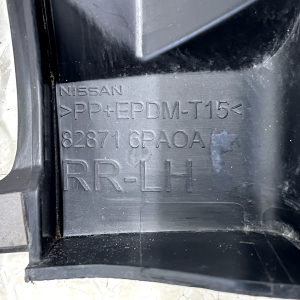 NISSAN
>PP+EPDM-T15<
82871 6PA0A
RR-LH